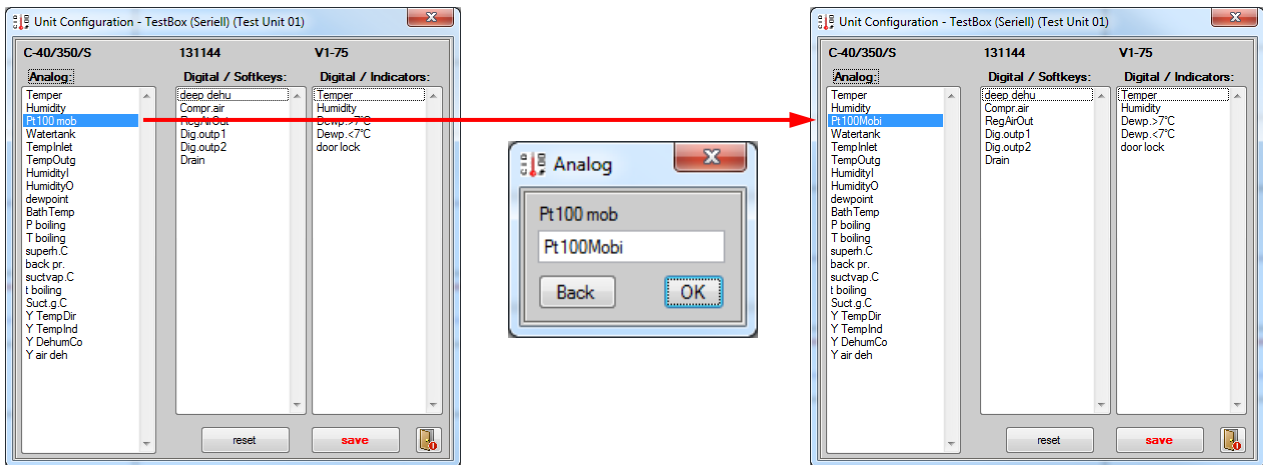 Unit Configuration - TestBox (Seriell) (Test Unit 01)
C-40/350/S 131144 V1-75
Analog: Digital / Softkeys: Digital / Indicators:
Temper
Humidity
Pt100 mob
Watertank
TempInlet
TempOutg
HumidityI
HumidityO
dewpoint
BathTemp
P boiling
T boiling
superh.C
back pr.
suctvap.C
t boiling
Suct.g.C
Y TempDir
Y TempInd
Y DehumCo
Y air deh
deep dehu
Compr.air
RegAirOut
Dig.outp1
Dig.outp2
Drain
Temper
Humidity
Dewp.>7°C
Dewp.<7°C
door lock
reset save
Analog
Pt100 mob
Pt100Mobi
Back OK
Unit Configuration - TestBox (Seriell) (Test Unit 01)
C-40/350/S 131144 V1-75
Analog: Digital / Softkeys: Digital / Indicators:
Temper
Humidity
Pt100Mobi
Watertank
TempInlet
TempOutg
HumidityI
HumidityO
dewpoint
BathTemp
P boiling
T boiling
superh.C
back pr.
suctvap.C
t boiling
Suct.g.C
Y TempDir
Y TempInd
Y DehumCo
Y air deh
deep dehu
Compr.air
RegAirOut
Dig.outp1
Dig.outp2
Drain
Temper
Humidity
Dewp.>7°C
Dewp.<7°C
door lock
reset save